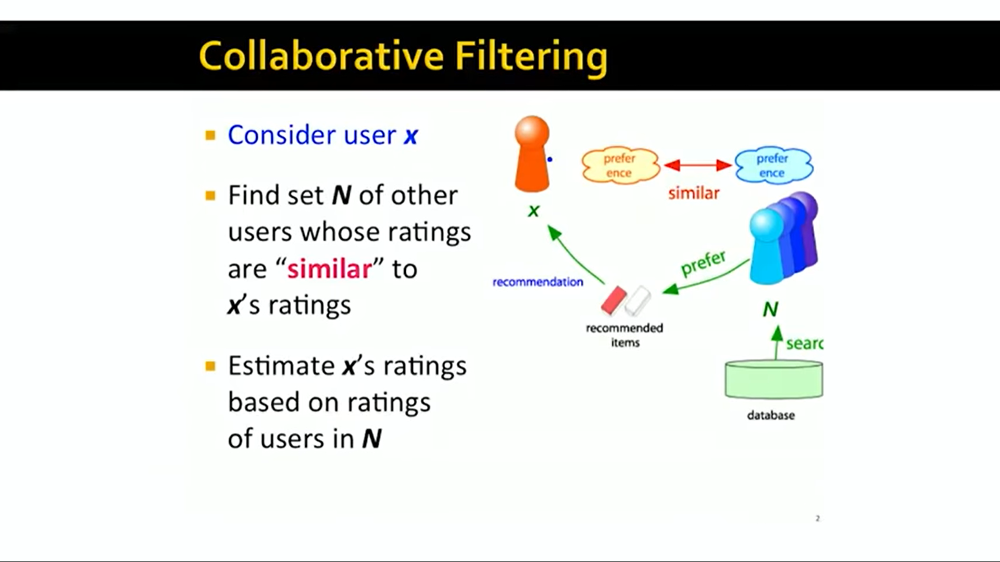 Collaborative Filtering
Consider user x
Find set N of other
users whose ratings
are “similar” to
x’s ratings
Estimate x’s ratings
based on ratings
of users in N
prefer
ence
prefer
ence
similar
x
prefer
recommendation
N
recommended
items
searc
database
2